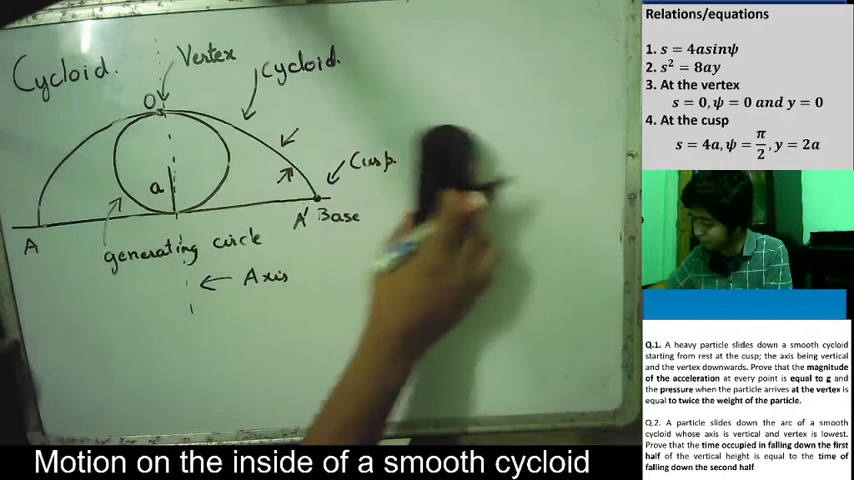 Cycloid.
Vertex
Cycloid.
O
a
Cusp.
A
A' Base
generating circle
Axis
Relations/equations
1. s = 4asinψ
2. s² = 8ay
3. At the vertex
s = 0, ψ = 0 and y = 0
4. At the cusp
s = 4a, ψ = π/2, y = 2a
Q.1. A heavy particle slides down a smooth cycloid
starting from rest at the cusp; the axis being vertical
and the vertex downwards. Prove that the magnitude
of the acceleration at every point is equal to g and
the pressure when the particle arrives at the vertex is
equal to twice the weight of the particle.
Q.2. A particle slides down the arc of a smooth
cycloid whose axis is vertical and vertex is lowest.
Prove that the time occupied in falling down the first
half of the vertical height is equal to the time of
falling down the second half
Motion on the inside of a smooth cycloid